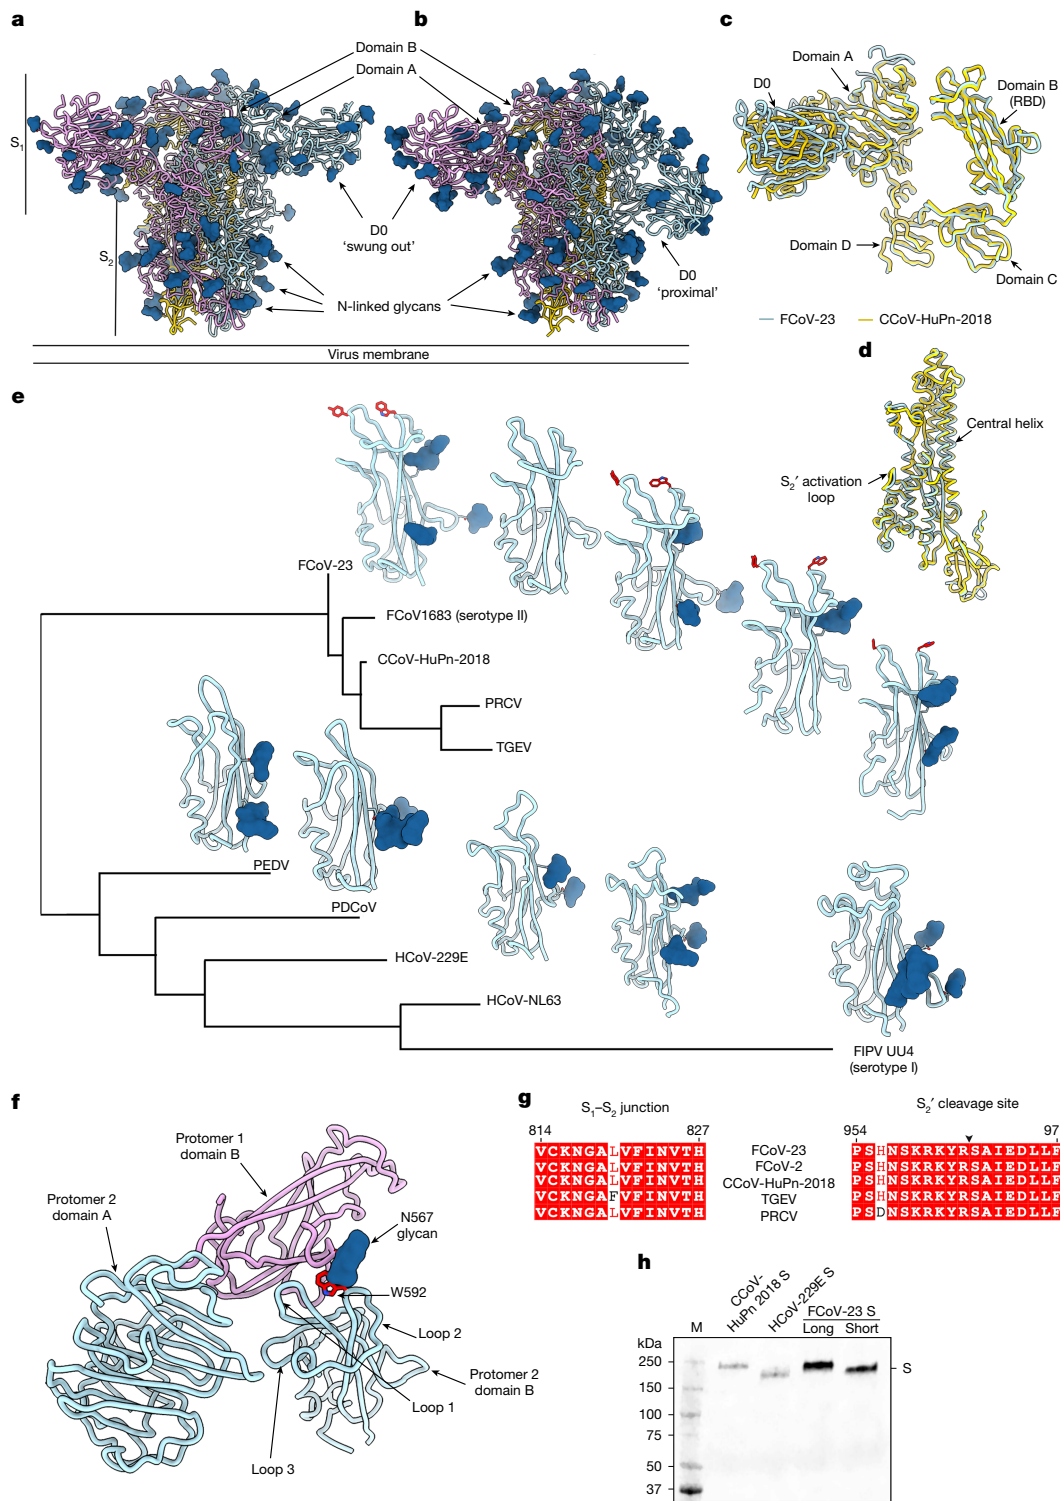 a
b
c
Domain B
Domain A
S1
S2
D0
'swung out'
D0
'proximal'
N-linked glycans
Virus membrane
Domain A
D0
Domain B
(RBD)
Domain D
Domain C
FCoV-23
CCoV-HuPn-2018
d
Central helix
S2′ activation
loop
e
FCoV-23
FCoV1683 (serotype II)
CCoV-HuPn-2018
PRCV
TGEV
PEDV
PDCoV
HCoV-229E
HCoV-NL63
FIPV UU4
(serotype I)
f
Protomer 1
domain B
Protomer 2
domain A
N567
glycan
W592
Loop 2
Protomer 2
domain B
Loop 1
Loop 3
g
S1–S2 junction
S2′ cleavage site
814 827 954 97
VCKNGALVFINVTH FCoV-23 PSHNSKRKYRSAIEDLLF
VCKNGALVFINVTH FCoV-2 PSHNSKRKYRSAIEDLLF
VCKNGALVFINVTH CCoV-HuPn-2018 PSHNSKRKYRSAIEDLLF
VCKNGAFVFINVTH TGEV PSHNSKRKYRSAIEDLLF
VCKNGALVFINVTH PRCV PSDNSKRKYRSAIEDLLF
h
CCoV-
HuPn 2018 S
HCoV-229E S
FCoV-23 S
Long Short
kDa M
250
150
100
75
50
37
S